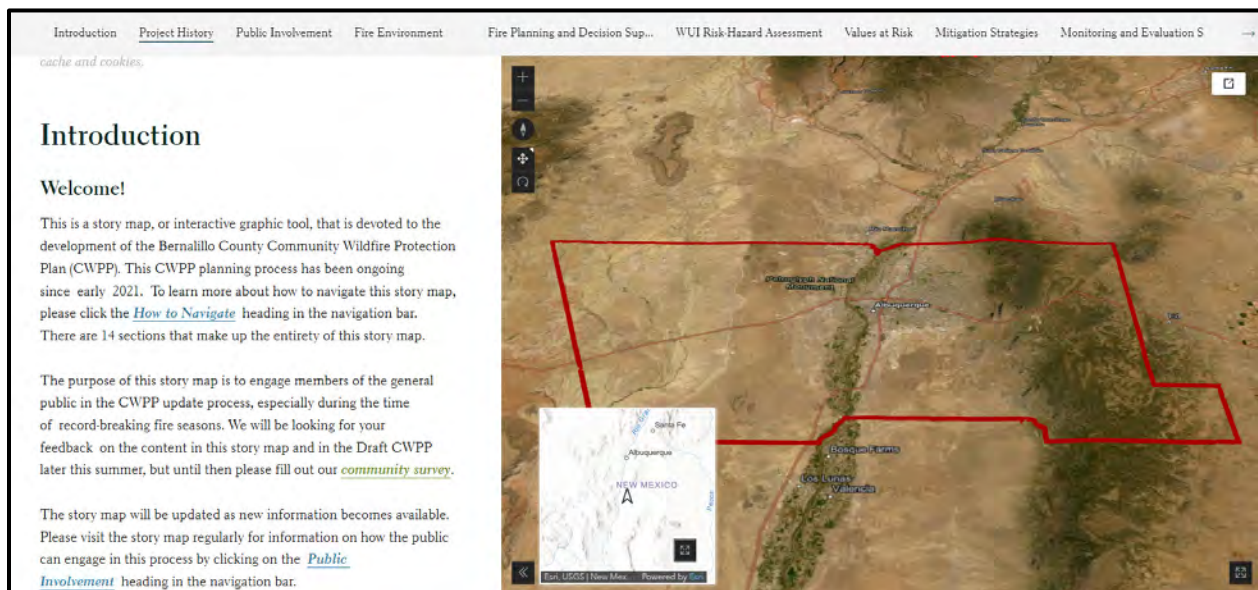 Introduction Project History Public Involvement Fire Environment Fire Planning and Decision Sup... WUI Risk-Hazard Assessment Values at Risk Mitigation Strategies Monitoring and Evaluation S →
cache and cookies.
Introduction
Welcome!
This is a story map, or interactive graphic tool, that is devoted to the
development of the Bernalillo County Community Wildfire Protection
Plan (CWPP). This CWPP planning process has been ongoing
since early 2021. To learn more about how to navigate this story map,
please click the How to Navigate heading in the navigation bar.
There are 14 sections that make up the entirety of this story map.
The purpose of this story map is to engage members of the general
public in the CWPP update process, especially during the time
of record-breaking fire seasons. We will be looking for your
feedback on the content in this story map and in the Draft CWPP
later this summer, but until then please fill out our community survey.
The story map will be updated as new information becomes available.
Please visit the story map regularly for information on how the public
can engage in this process by clicking on the Public
Involvement heading in the navigation bar.
Petroglyph National
Monument
Albuquerque
Bosque Farms
Los Lunas
Valencia
Santa Fe
Albuquerque
NEW MEXICO
Pecos
Esri, USGS | New Mex... Powered by Esri